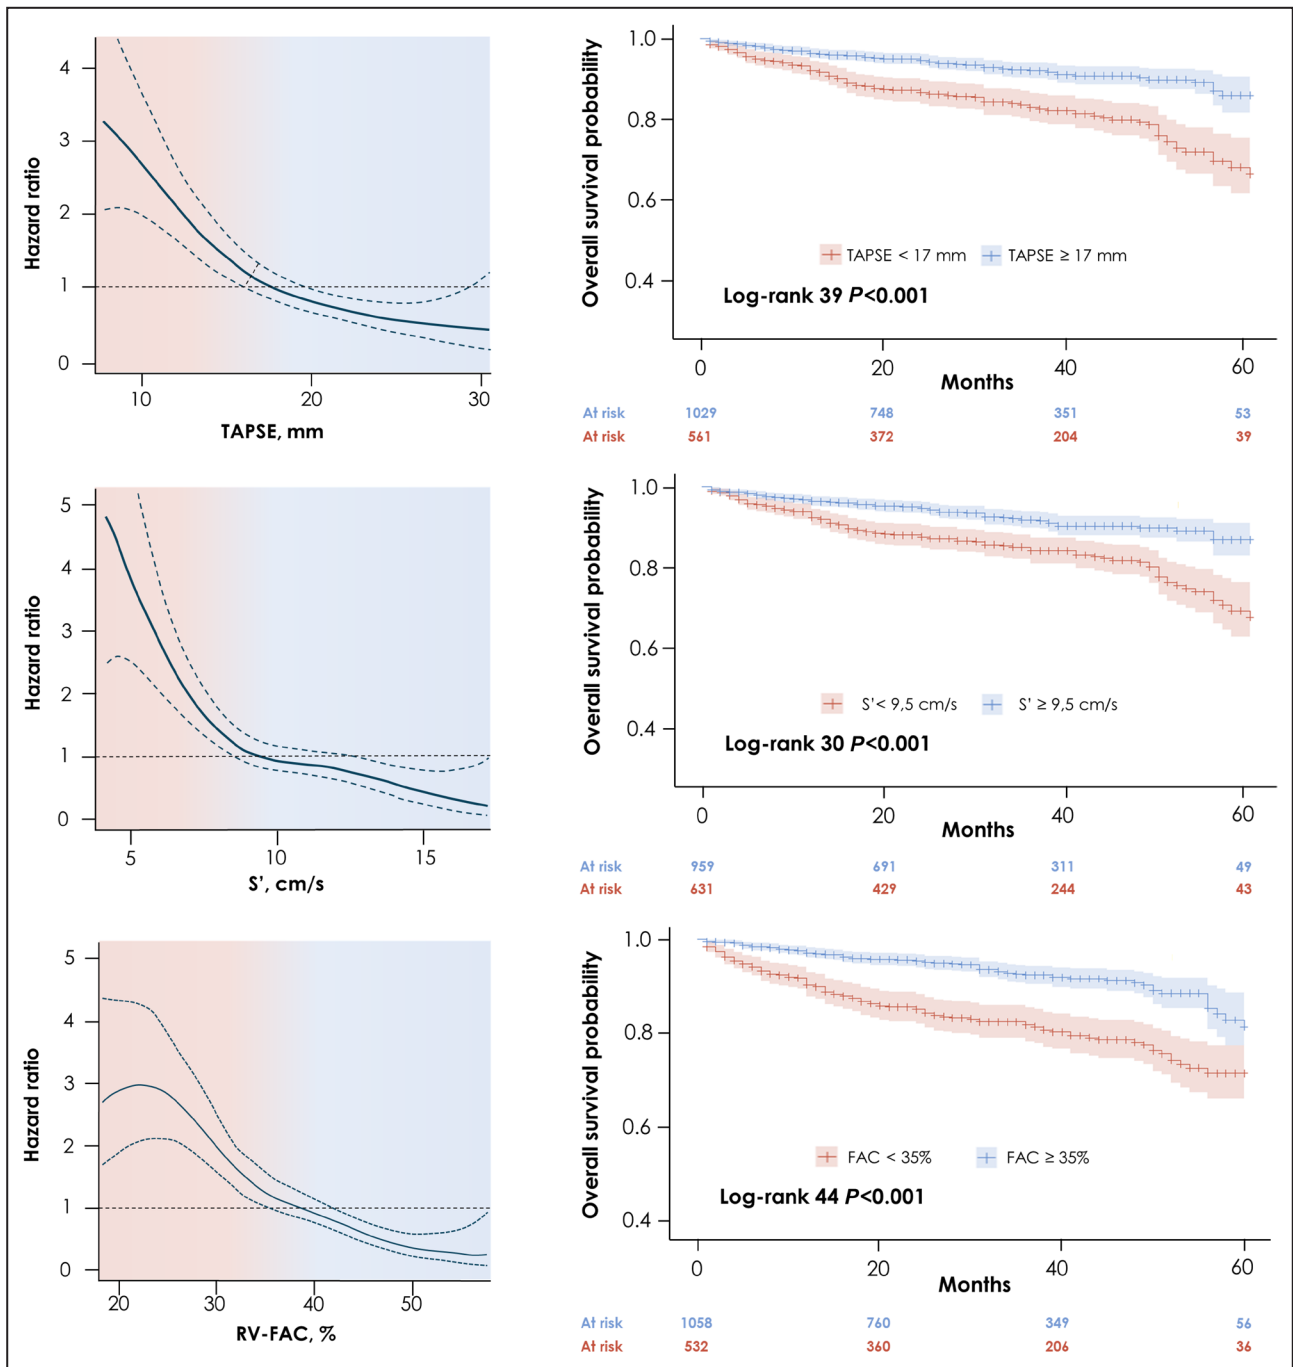 Hazard ratio
4
3
2
1
0
10
20
30
TAPSE, mm
Overall survival probability
1.0
0.8
0.6
0.4
TAPSE < 17 mm
TAPSE ≥ 17 mm
Log-rank 39 P<0.001
0
20
40
60
Months
At risk 1029 748 351 53
At risk 561 372 204 39
Hazard ratio
5
4
3
2
1
0
5
10
15
S', cm/s
Overall survival probability
1.0
0.8
0.6
0.4
S'< 9,5 cm/s
S' ≥ 9,5 cm/s
Log-rank 30 P<0.001
0
20
40
60
Months
At risk 959 691 311 49
At risk 631 429 244 43
Hazard ratio
5
4
3
2
1
0
20
30
40
50
RV-FAC, %
Overall survival probability
1.0
0.8
0.6
0.4
FAC < 35%
FAC ≥ 35%
Log-rank 44 P<0.001
0
20
40
60
Months
At risk 1058 760 349 56
At risk 532 360 206 36